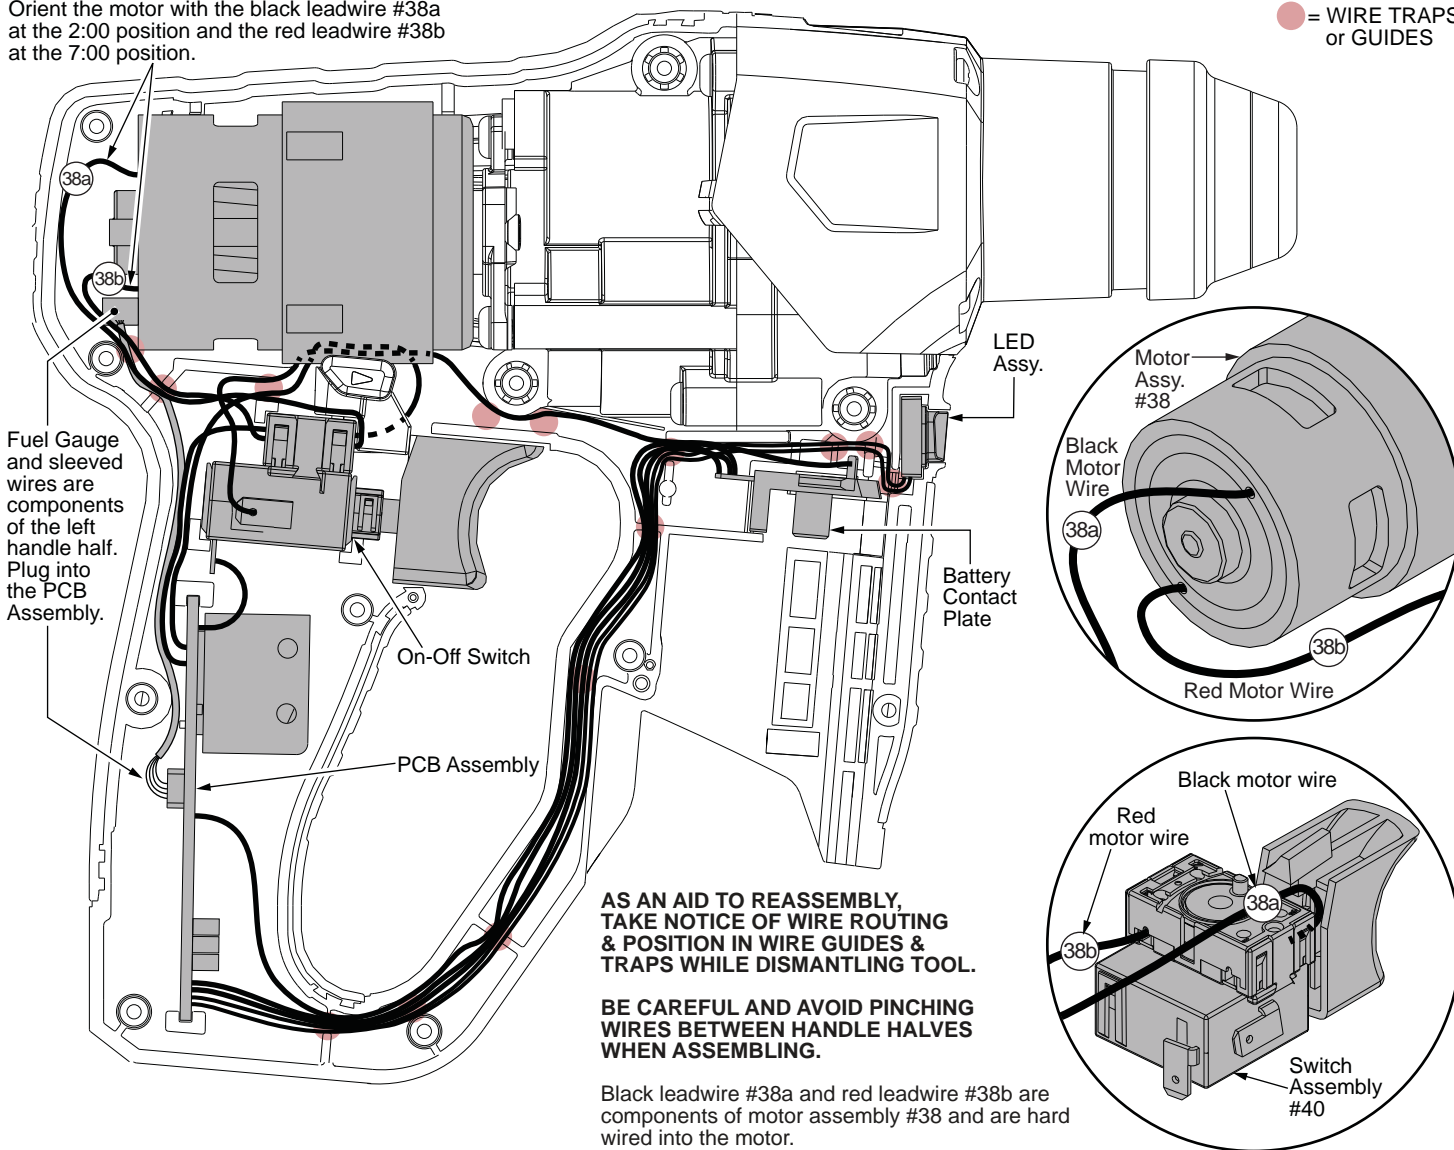 Orient the motor with the black leadwire #38a
at the 2:00 position and the red leadwire #38b
at the 7:00 position.
= WIRE TRAPS
or GUIDES
38a
38b
LED
Assy.
Fuel Gauge
and sleeved
wires are
components
of the left
handle half.
Plug into
the PCB
Assembly.
On-Off Switch
PCB Assembly
Battery
Contact
Plate
Motor
Assy.
#38
Black
Motor
Wire
38a
38b
Red Motor Wire
Black motor wire
Red
motor wire
38a
38b
Switch
Assembly
#40
AS AN AID TO REASSEMBLY,
TAKE NOTICE OF WIRE ROUTING
& POSITION IN WIRE GUIDES &
TRAPS WHILE DISMANTLING TOOL.
BE CAREFUL AND AVOID PINCHING
WIRES BETWEEN HANDLE HALVES
WHEN ASSEMBLING.
Black leadwire #38a and red leadwire #38b are
components of motor assembly #38 and are hard
wired into the motor.